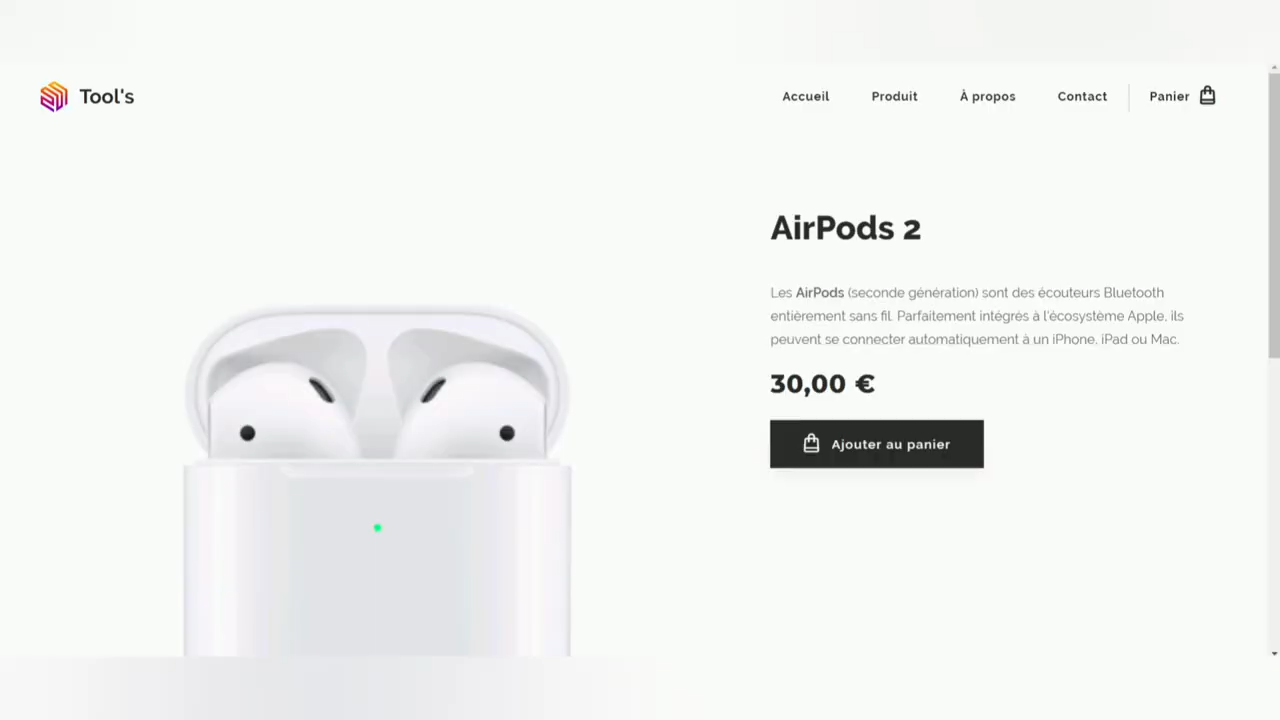 Tool's
Accueil Produit À propos Contact Panier
AirPods 2
Les AirPods (seconde génération) sont des écouteurs Bluetooth
entièrement sans fil. Parfaitement intégrés à l'écosystème Apple, ils
peuvent se connecter automatiquement à un iPhone, iPad ou Mac.
30,00 €
Ajouter au panier